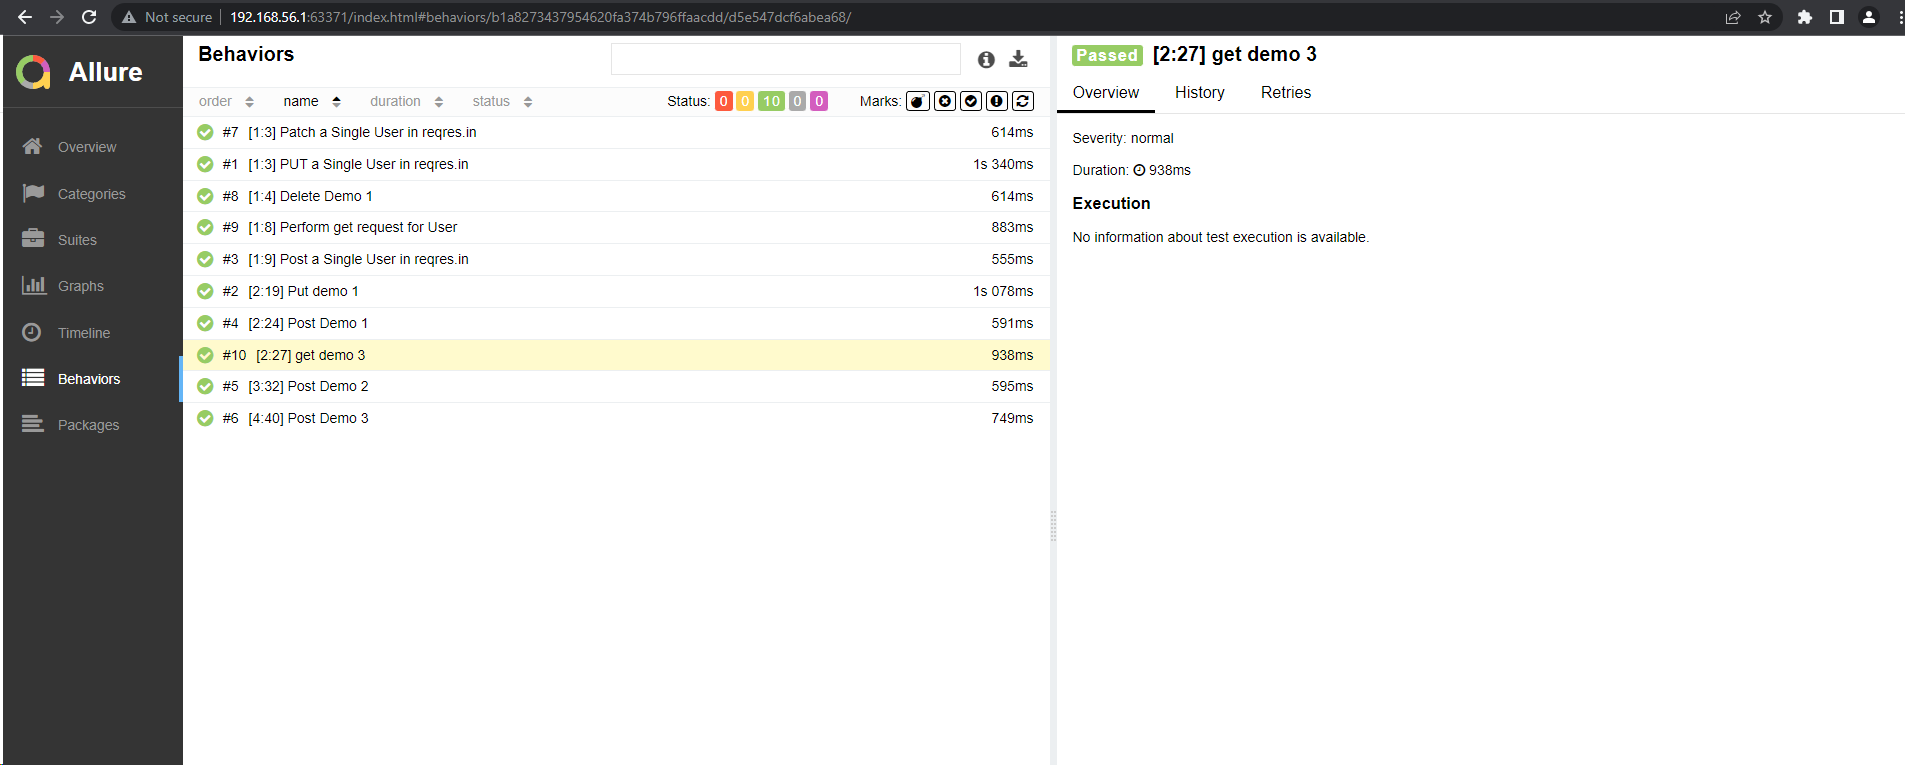 Not secure 192.168.56.1:63371/index.html#behaviors/b1a8273437954620fa374b796ffaacdd/d5e547dcf6abea68/
Allure
Overview
Categories
Suites
Graphs
Timeline
Behaviors
Packages
Behaviors
order name duration status Status: 0 0 10 0 0 Marks:
#7 [1:3] Patch a Single User in reqres.in 614ms
#1 [1:3] PUT a Single User in reqres.in 1s 340ms
#8 [1:4] Delete Demo 1 614ms
#9 [1:8] Perform get request for User 883ms
#3 [1:9] Post a Single User in reqres.in 555ms
#2 [2:19] Put demo 1 1s 078ms
#4 [2:24] Post Demo 1 591ms
#10 [2:27] get demo 3 938ms
#5 [3:32] Post Demo 2 595ms
#6 [4:40] Post Demo 3 749ms
Passed [2:27] get demo 3
Overview History Retries
Severity: normal
Duration: 938ms
Execution
No information about test execution is available.